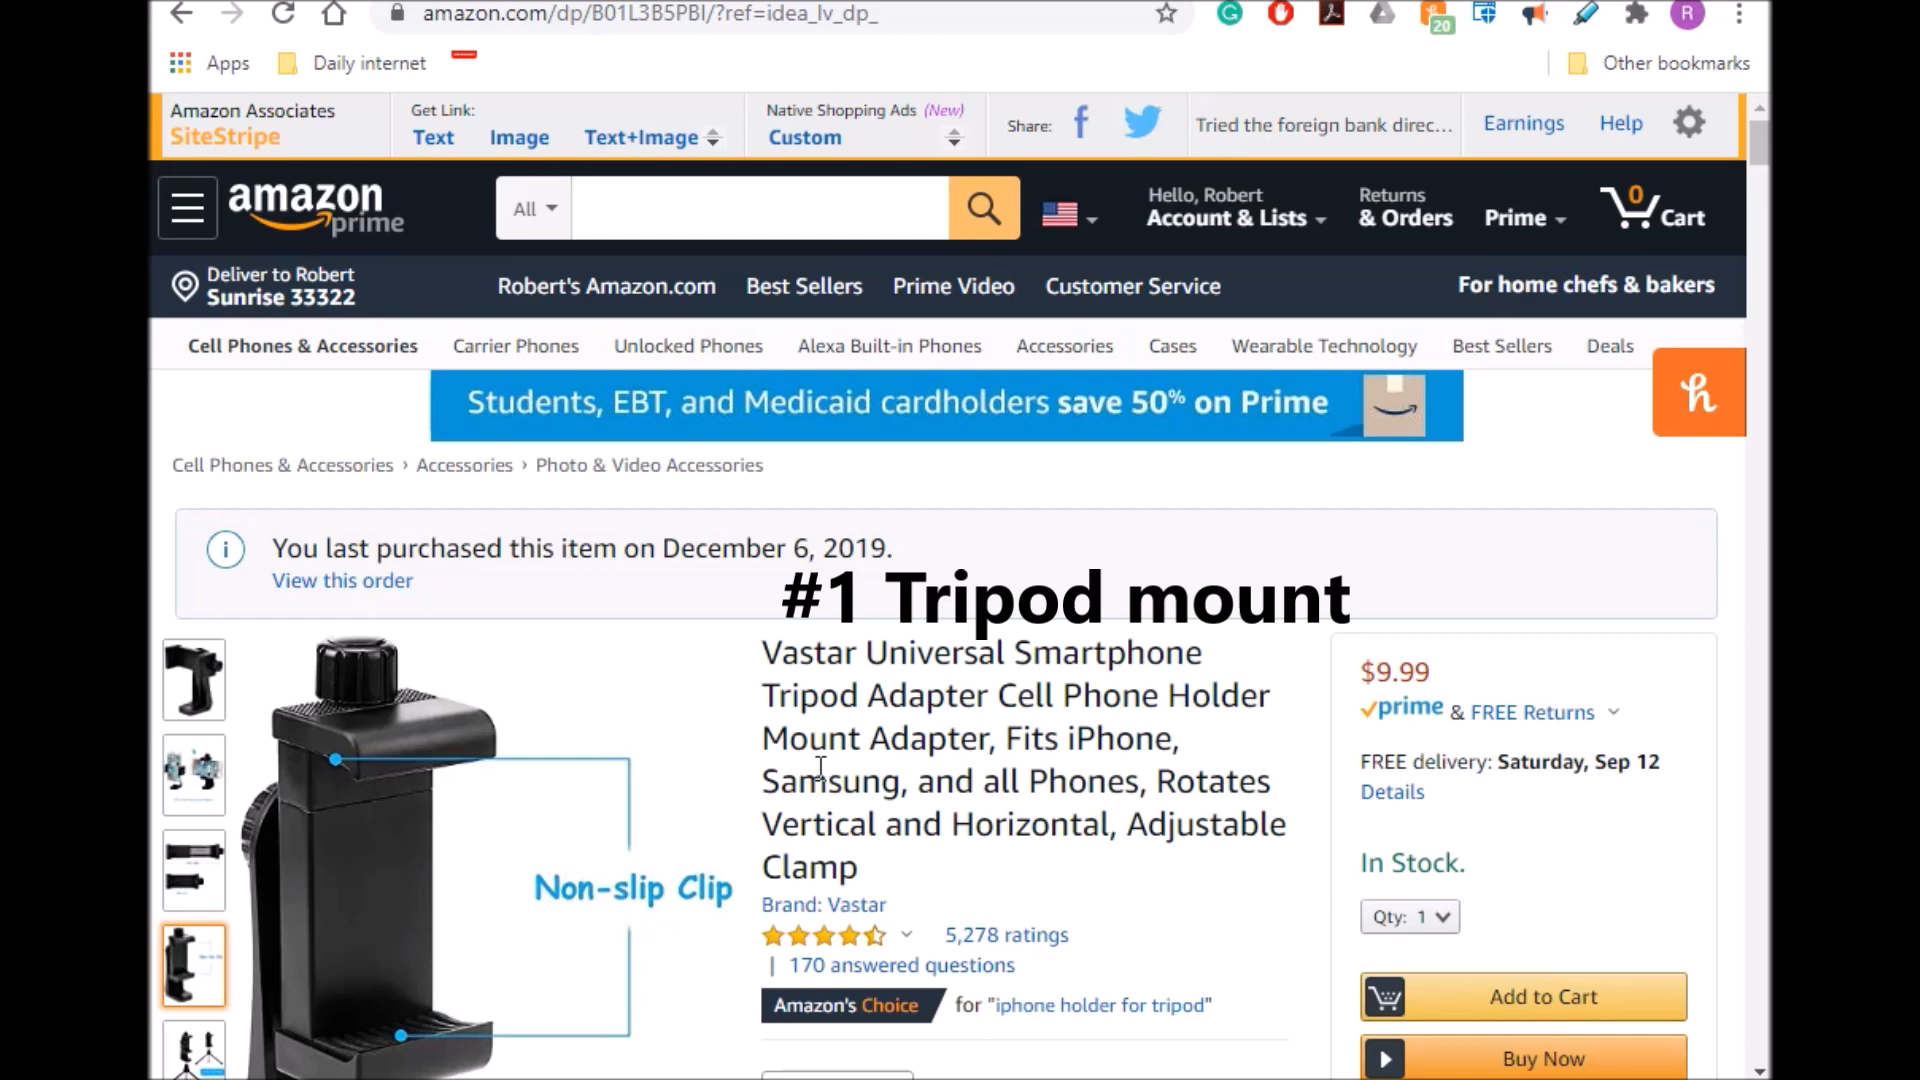 amazon.com/dp/B01L3B5PBI/?ref=idea_lv_dp_
20
R
Apps
Daily internet
Other bookmarks
Amazon Associates
SiteStripe
Get Link:
Text
Image
Text+Image
Native Shopping Ads (New)
Custom
Share:
Tried the foreign bank direc...
Earnings
Help
amazon prime
All
Hello, Robert
Account & Lists
Returns
& Orders
Prime
0
Cart
Deliver to Robert
Sunrise 33322
Robert's Amazon.com
Best Sellers
Prime Video
Customer Service
For home chefs & bakers
Cell Phones & Accessories
Carrier Phones
Unlocked Phones
Alexa Built-in Phones
Accessories
Cases
Wearable Technology
Best Sellers
Deals
Students, EBT, and Medicaid cardholders save 50% on Prime
h
Cell Phones & Accessories › Accessories › Photo & Video Accessories
You last purchased this item on December 6, 2019.
View this order
#1 Tripod mount
Vastar Universal Smartphone
Tripod Adapter Cell Phone Holder
Mount Adapter, Fits iPhone,
Samsung, and all Phones, Rotates
Vertical and Horizontal, Adjustable
Clamp
Brand: Vastar
5,278 ratings
| 170 answered questions
Amazon's Choice for "iphone holder for tripod"
Non-slip Clip
$9.99
prime & FREE Returns
FREE delivery: Saturday, Sep 12
Details
In Stock.
Qty: 1
Add to Cart
Buy Now